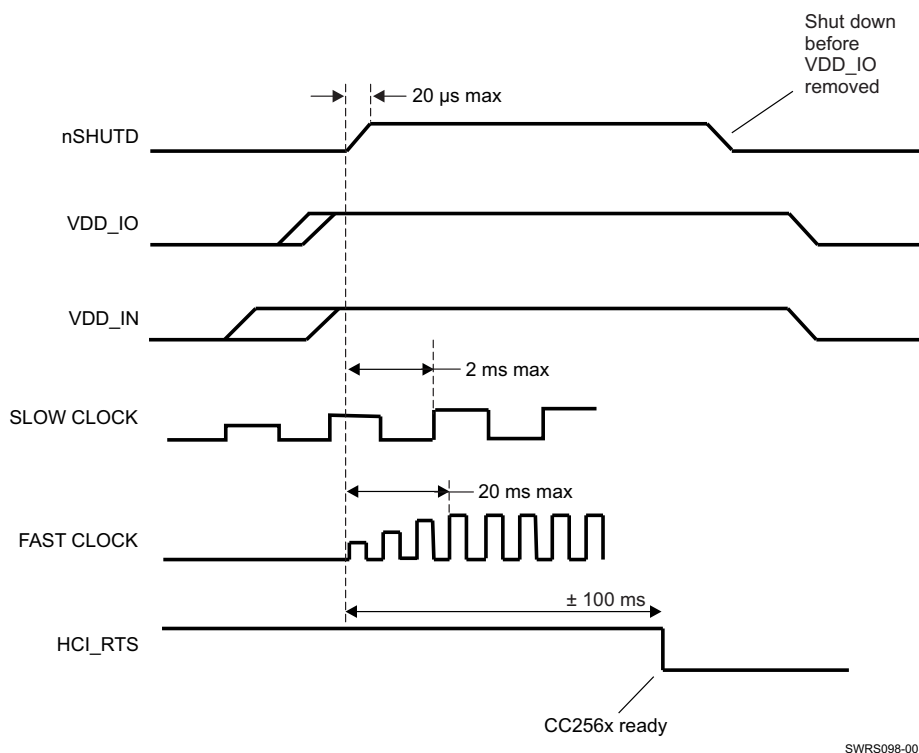 Shut down
before
VDD_IO
removed
20 µs max
nSHUTD
VDD_IO
VDD_IN
2 ms max
SLOW CLOCK
20 ms max
FAST CLOCK
± 100 ms
HCI_RTS
CC256x ready
SWRS098-00